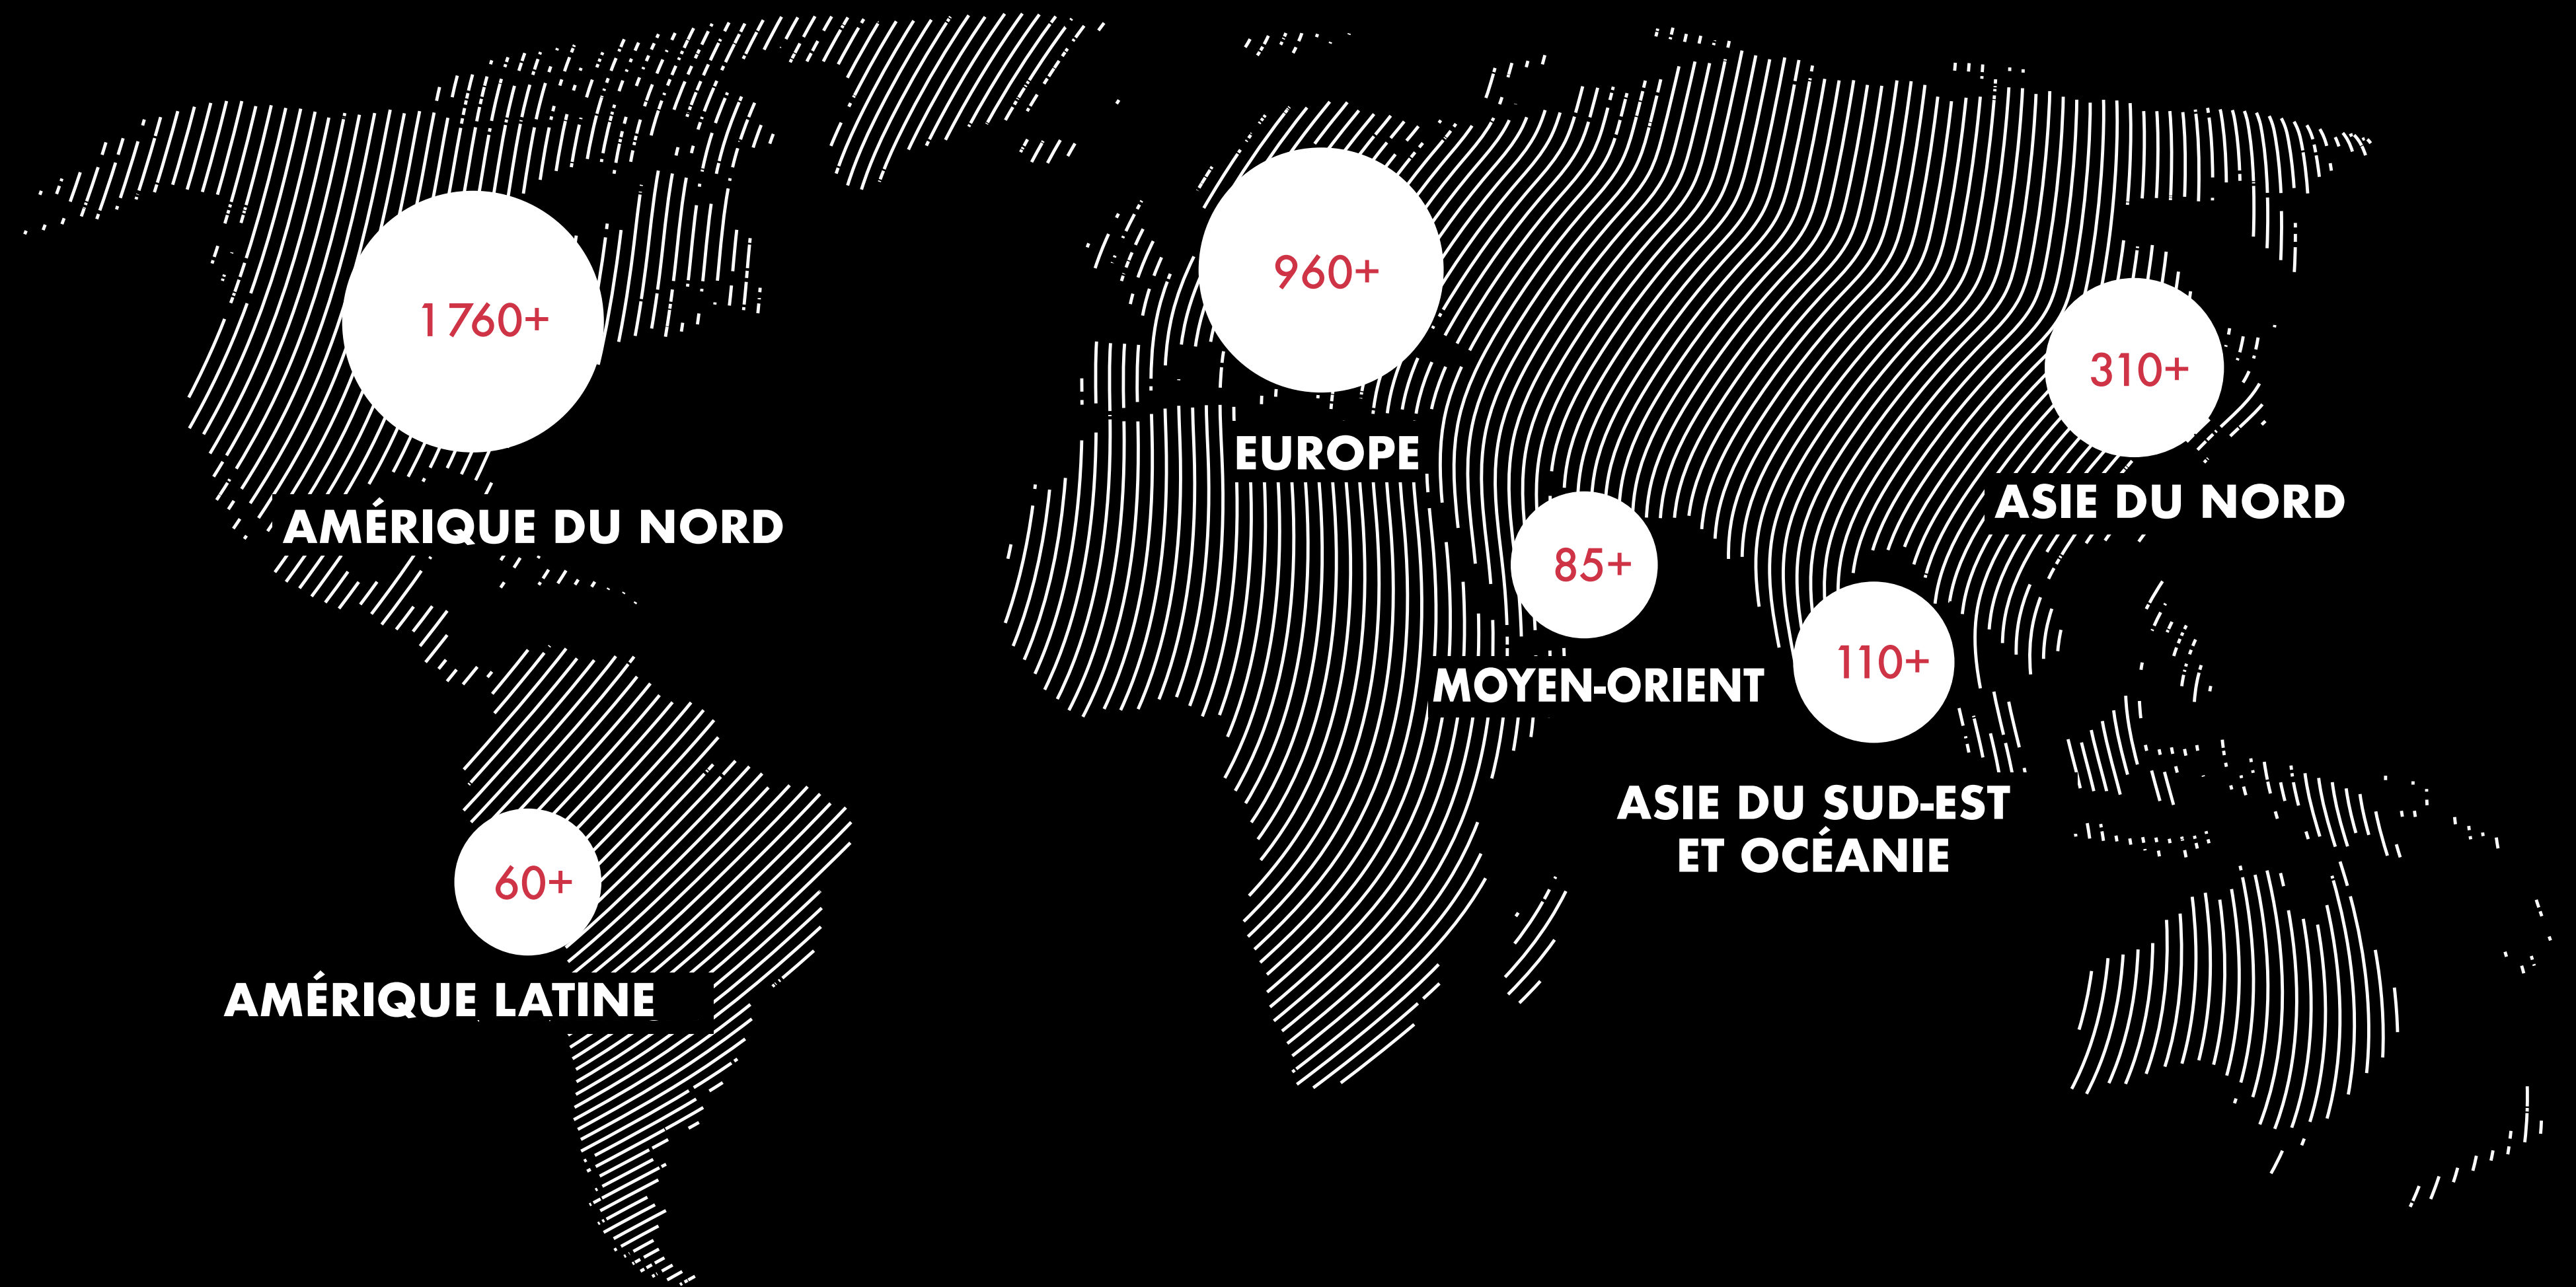 1 760+
AMÉRIQUE DU NORD
960+
EUROPE
310+
ASIE DU NORD
85+
MOYEN-ORIENT
110+
ASIE DU SUD-EST
ET OCÉANIE
60+
AMÉRIQUE LATINE